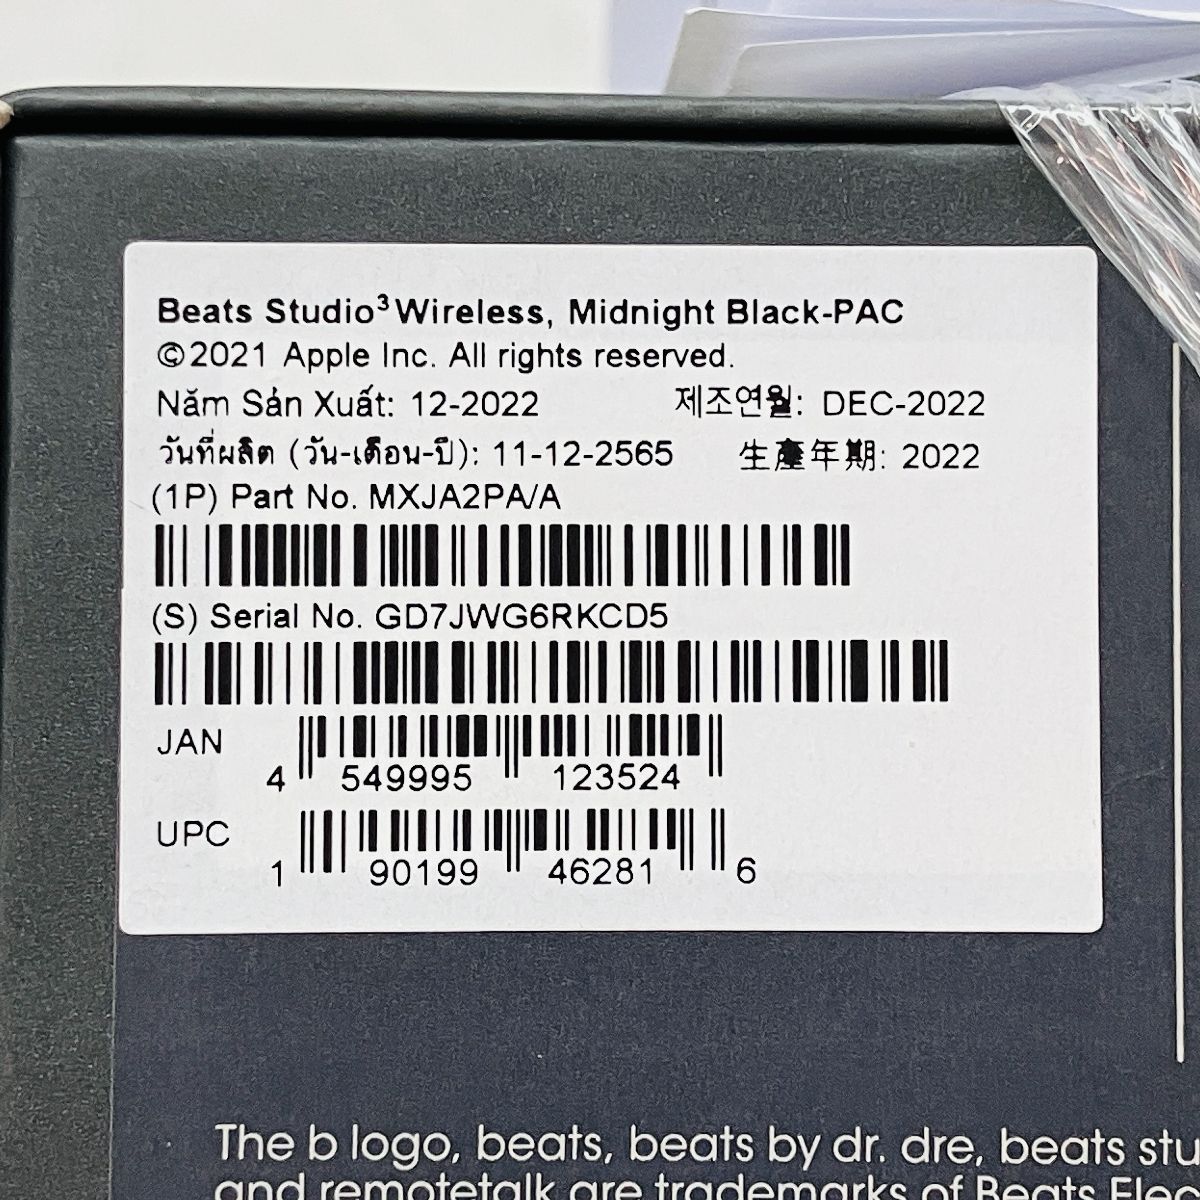 Beats Studio³ Wireless, Midnight Black-PAC
©2021 Apple Inc. All rights reserved.
Năm Sản Xuất: 12-2022 제조연월: DEC-2022
วันที่ผลิต (วัน-เดือน-ปี): 11-12-2565 生產年期: 2022
(1P) Part No. MXJA2PA/A
(S) Serial No. GD7JWG6RKCD5
JAN 4 549995 123524
UPC 1 90199 46281 6
The b logo, beats, beats by dr. dre, beats stu
and remotetalk are trademarks of Beats Elec